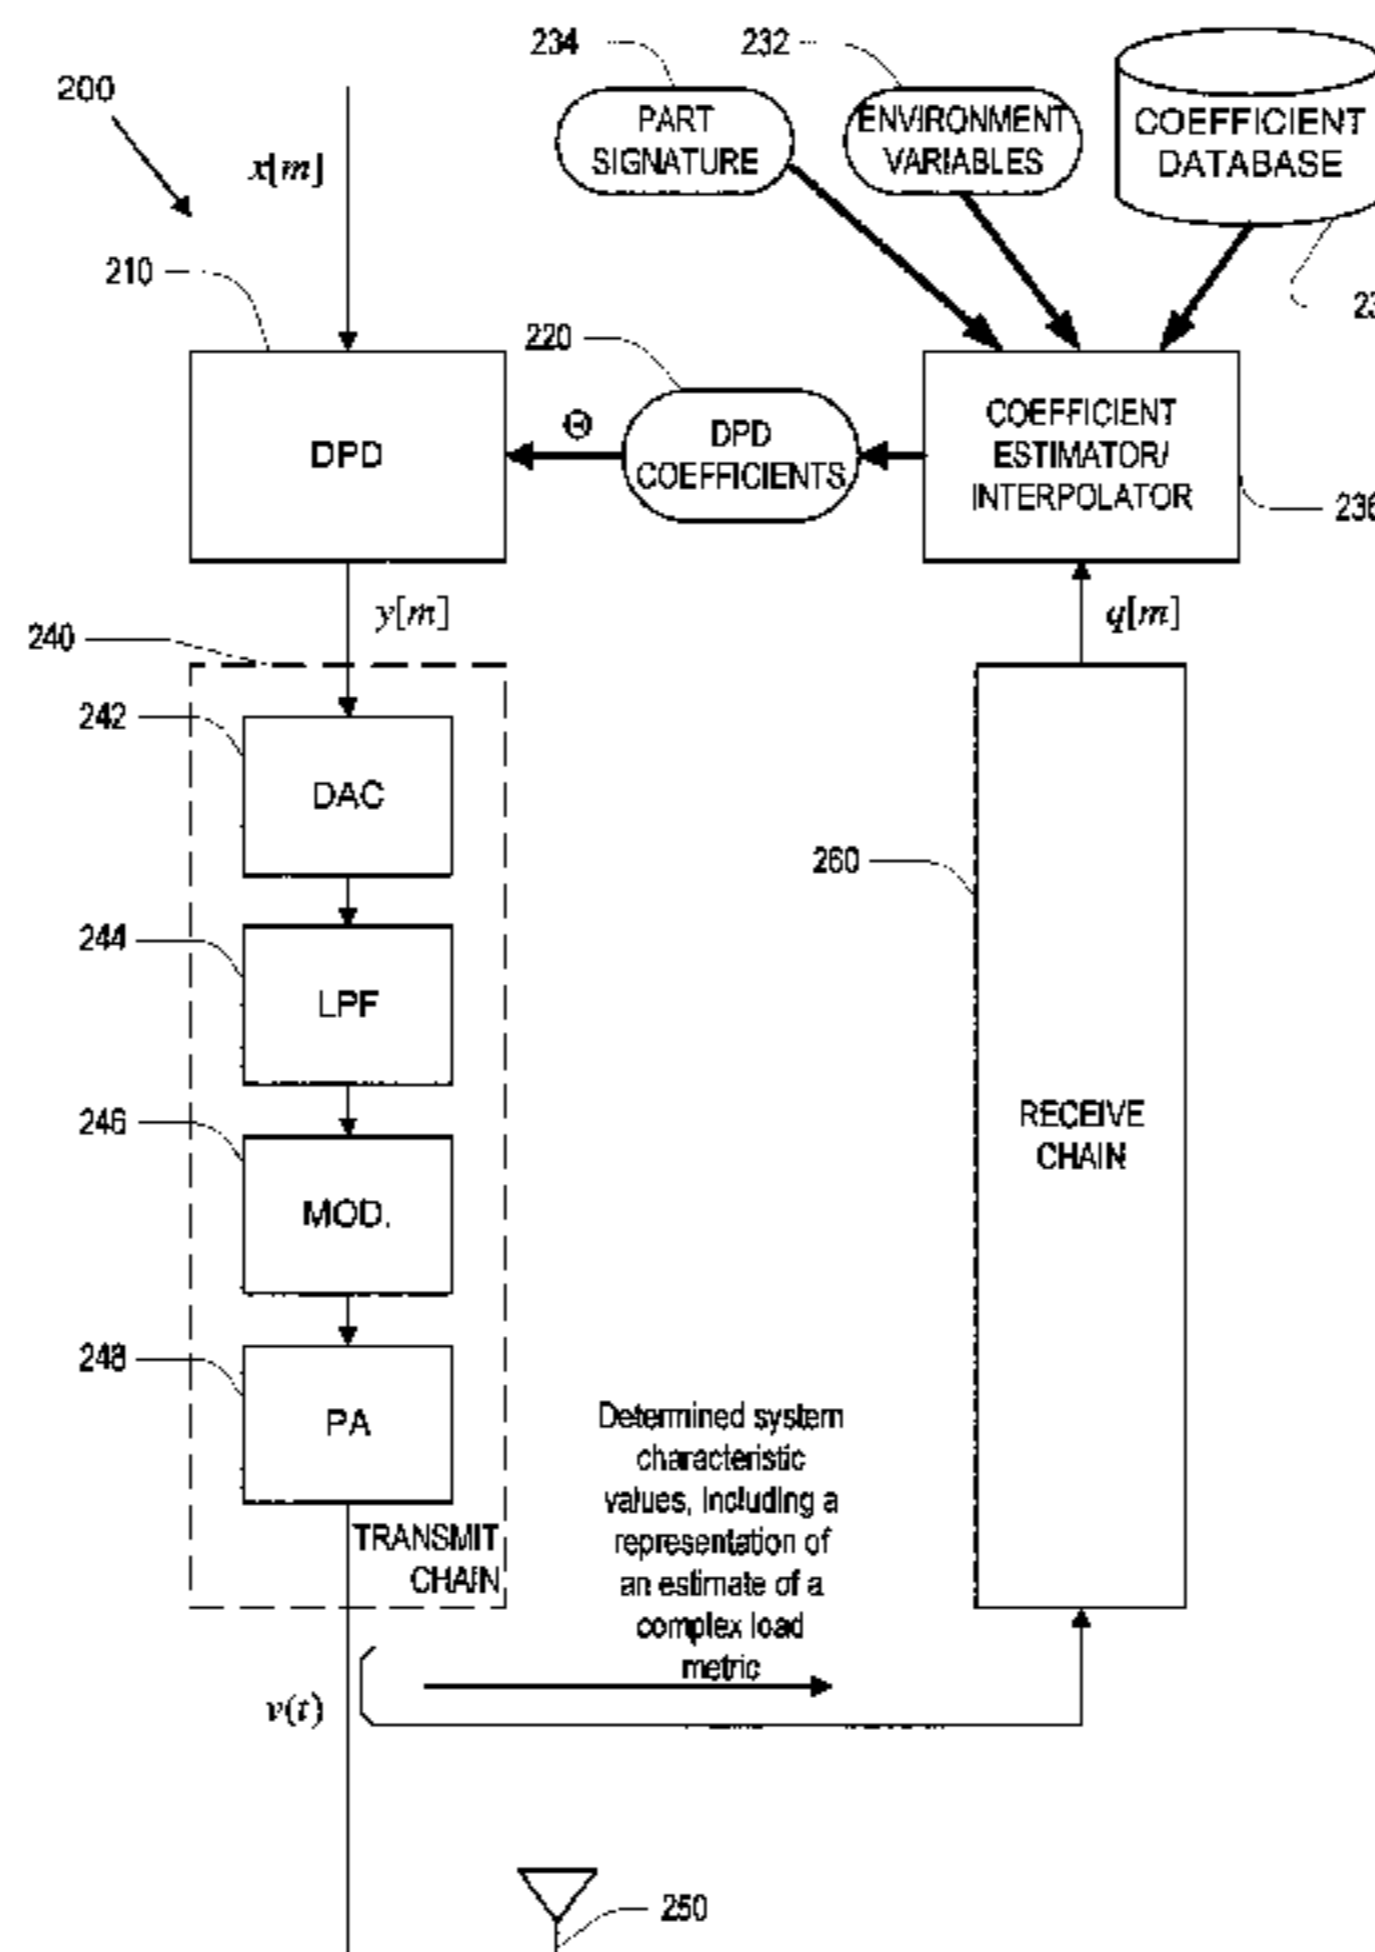 200
x[m]
234
232
PART
SIGNATURE
ENVIRONMENT
VARIABLES
COEFFICIENT
DATABASE
210
220
DPD
Θ
DPD
COEFFICIENTS
COEFFICIENT
ESTIMATOR/
INTERPOLATOR
236
y[m]
q[m]
240
242
DAC
244
LPF
246
MOD.
248
PA
TRANSMIT
CHAIN
260
RECEIVE
CHAIN
Determined system
characteristic
values, including a
representation of
an estimate of a
complex load
metric
v(t)
250